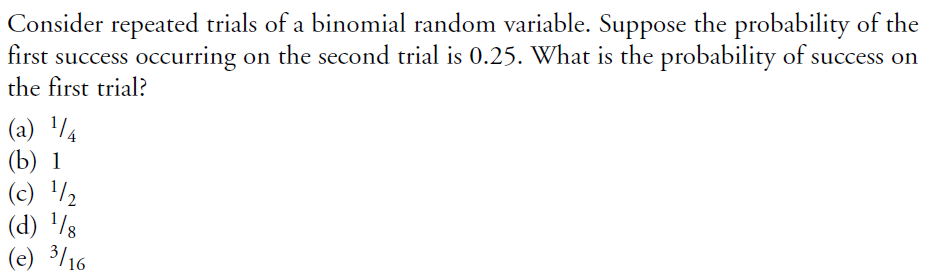 Consider repeated trials of a binomial random variable. Suppose the probability of the
first success occurring on the second trial is 0.25. What is the probability of success on
the first trial?
(a) 1/4
(b) 1
(c) 1/2
(d) 1/8
(e) 3/16